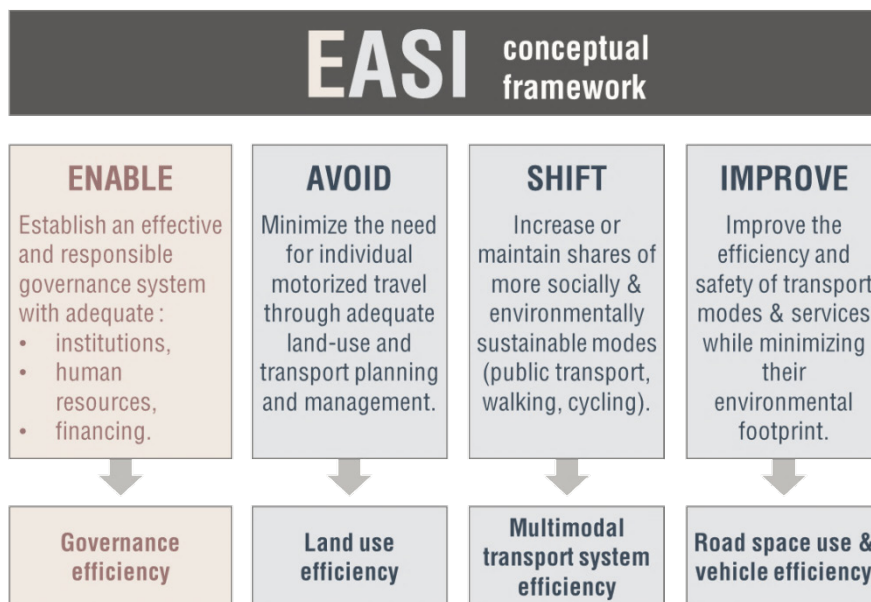 EASI conceptual
framework
ENABLE
Establish an effective
and responsible
governance system
with adequate :
• institutions,
• human
resources,
• financing.
Governance
efficiency
AVOID
Minimize the need
for individual
motorized travel
through adequate
land-use and
transport planning
and management.
Land use
efficiency
SHIFT
Increase or
maintain shares of
more socially &
environmentally
sustainable modes
(public transport,
walking, cycling).
Multimodal
transport system
efficiency
IMPROVE
Improve the
efficiency and
safety of transport
modes & services
while minimizing
their
environmental
footprint.
Road space use &
vehicle efficiency